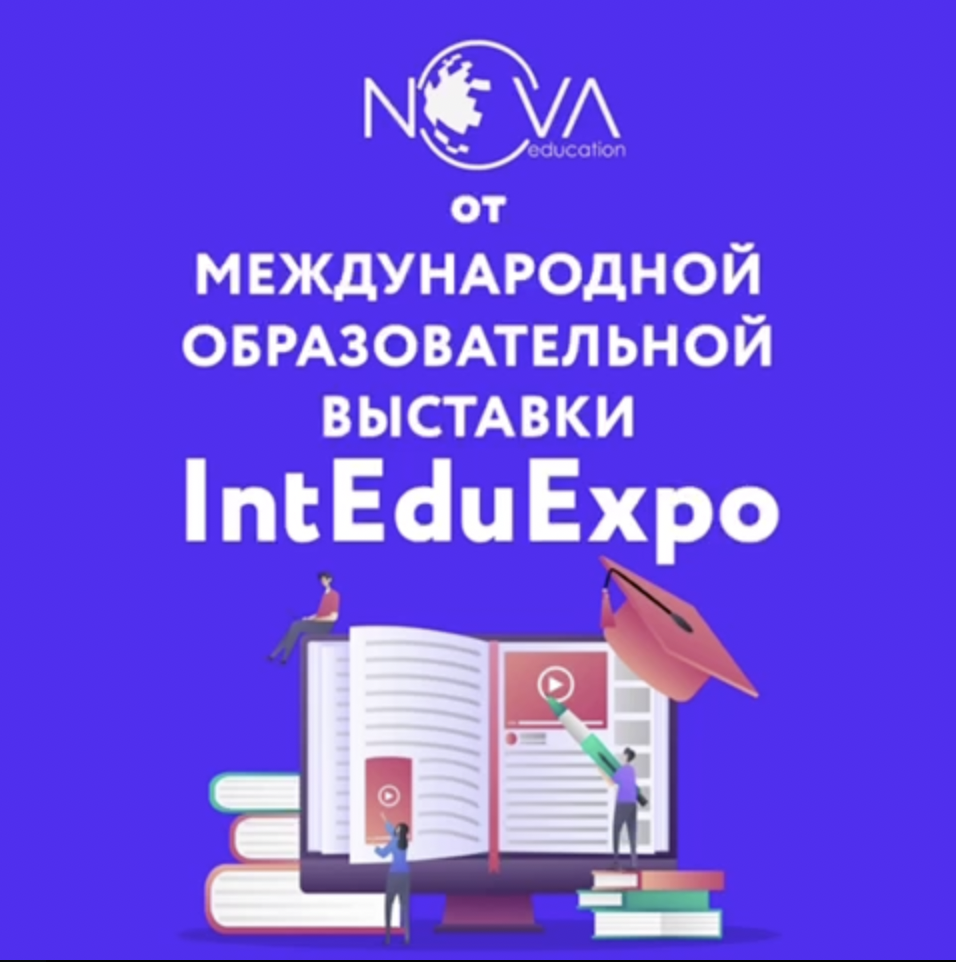 NOVA
education
от
МЕЖДУНАРОДНОЙ
ОБРАЗОВАТЕЛЬНОЙ
ВЫСТАВКИ
IntEduExpo